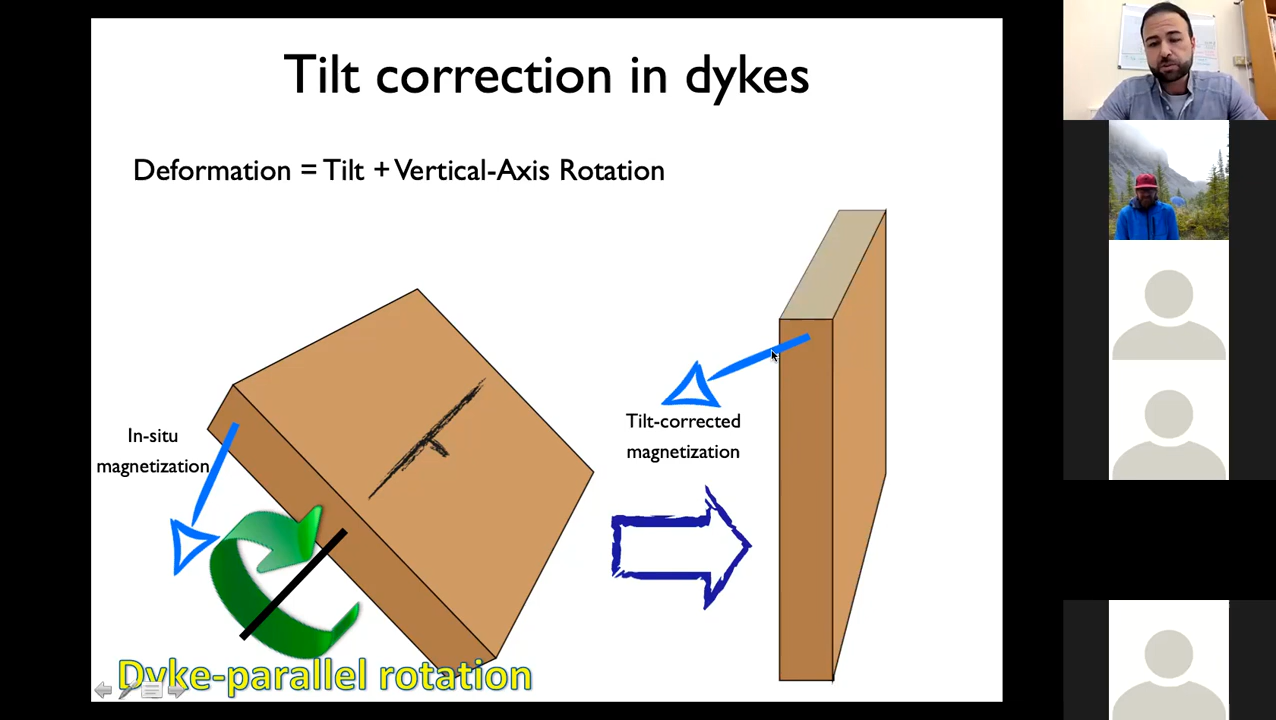 Tilt correction in dykes
Deformation = Tilt + Vertical-Axis Rotation
In-situ
magnetization
Tilt-corrected
magnetization
Dyke-parallel rotation